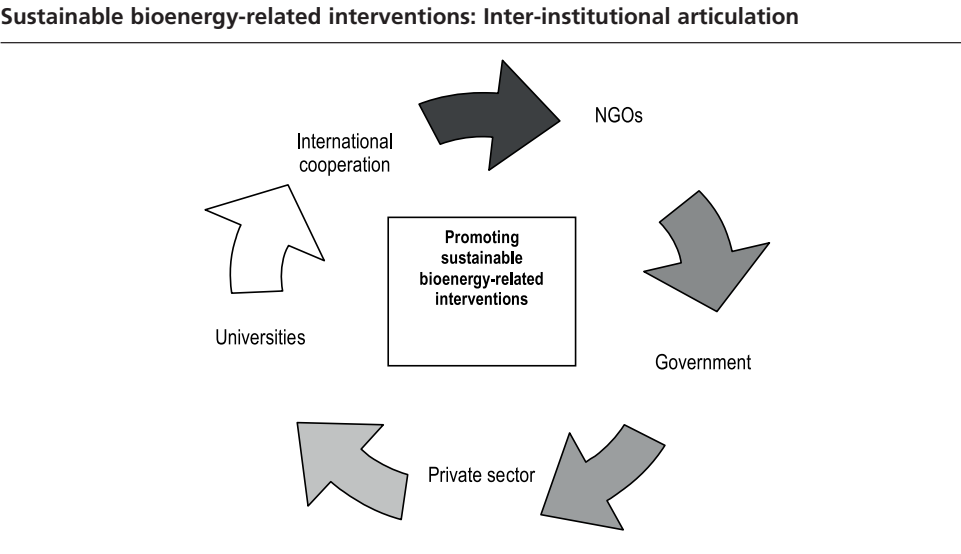 Sustainable bioenergy-related interventions: Inter-institutional articulation
NGOs
International
cooperation
Promoting
sustainable
bioenergy-related
interventions
Universities
Government
Private sector